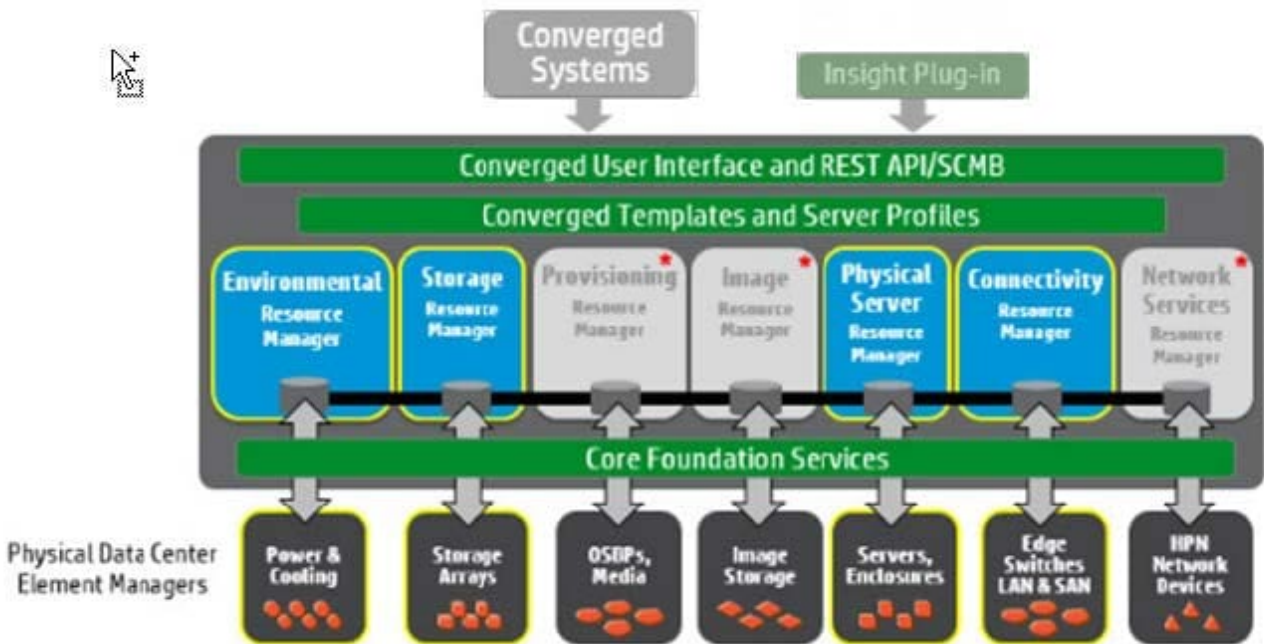 Converged
Systems
Insight Plug-in
Converged User Interface and REST API/SCMB
Converged Templates and Server Profiles
Environmental
Resource
Manager
Storage
Resource
Manager
Provisioning
Resource
Manager
Image
Resource
Manager
Physical
Server
Resource
Manager
Connectivity
Resource
Manager
Network
Services
Resource
Manager
Core Foundation Services
Physical Data Center
Element Managers
Power &
Cooling
Storage
Arrays
OSBPs,
Media
Image
Storage
Servers,
Enclosures
Edge
Switches
LAN & SAN
HPN
Network
Devices